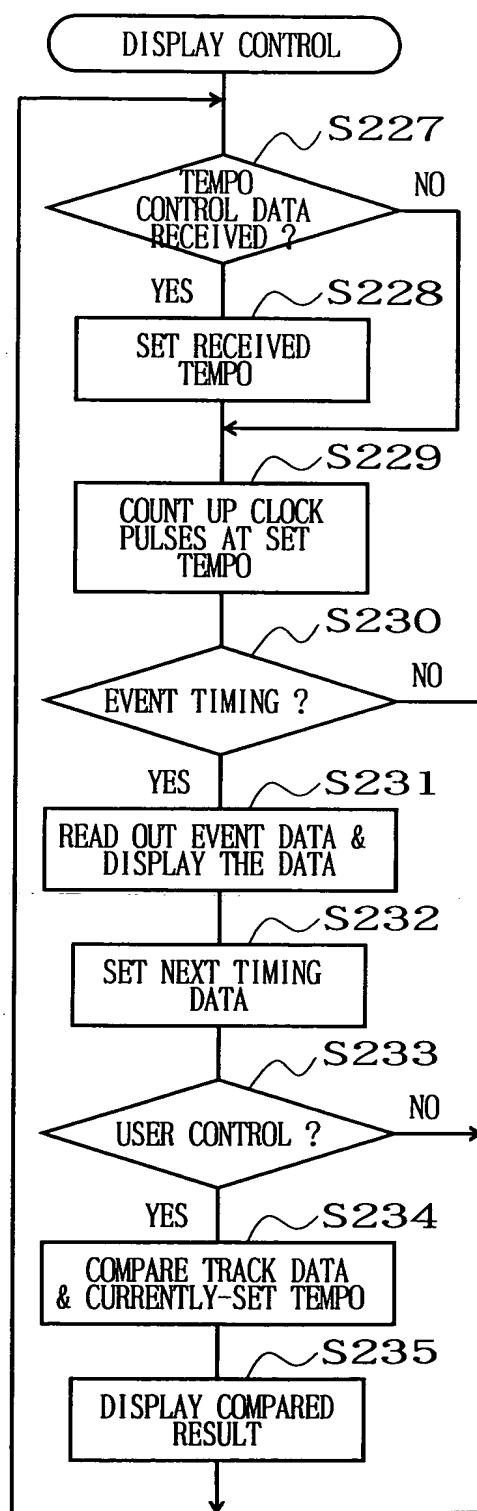 DISPLAY CONTROL
S227
TEMPO
CONTROL DATA
RECEIVED ?
NO
YES
S228
SET RECEIVED
TEMPO
S229
COUNT UP CLOCK
PULSES AT SET
TEMPO
S230
EVENT TIMING ?
NO
YES
S231
READ OUT EVENT DATA &
DISPLAY THE DATA
S232
SET NEXT TIMING
DATA
S233
USER CONTROL ?
NO
YES
S234
COMPARE TRACK DATA
& CURRENTLY-SET TEMPO
S235
DISPLAY COMPARED
RESULT